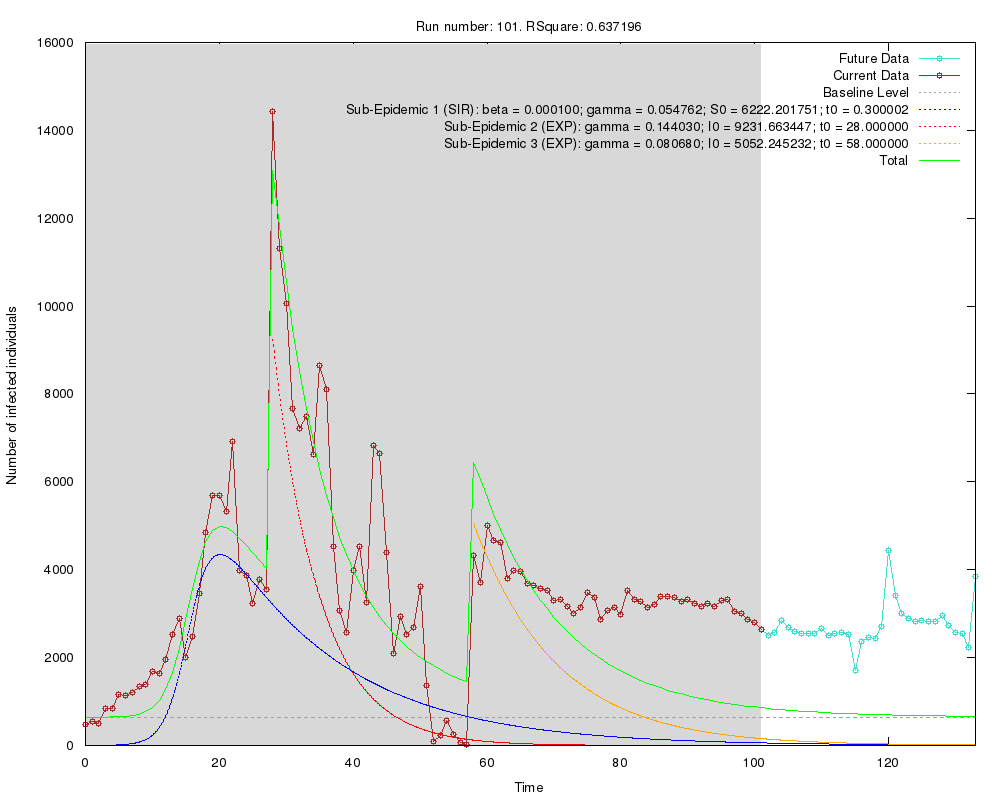 Run number: 101. RSquare: 0.637196
16000
14000
12000
10000
8000
6000
4000
2000
0
Number of infected individuals
Future Data
Current Data
Baseline Level
Sub-Epidemic 1 (SIR): beta = 0.000100; gamma = 0.054762; S0 = 6222.201751; t0 = 0.300002
Sub-Epidemic 2 (EXP): gamma = 0.144030; I0 = 9231.663447; t0 = 28.000000
Sub-Epidemic 3 (EXP): gamma = 0.080680; I0 = 5052.245232; t0 = 58.000000
Total
0 20 40 60 80 100 120
Time